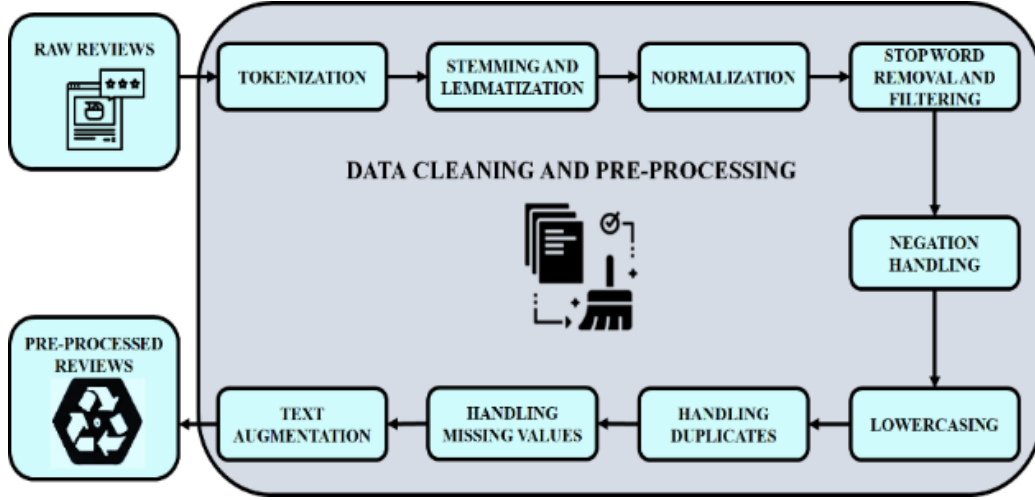 RAW REVIEWS
TOKENIZATION
STEMMING AND
LEMMATIZATION
NORMALIZATION
STOP WORD
REMOVAL AND
FILTERING
DATA CLEANING AND PRE-PROCESSING
NEGATION
HANDLING
LOWERCASING
HANDLING
DUPLICATES
HANDLING
MISSING VALUES
TEXT
AUGMENTATION
PRE-PROCESSED
REVIEWS